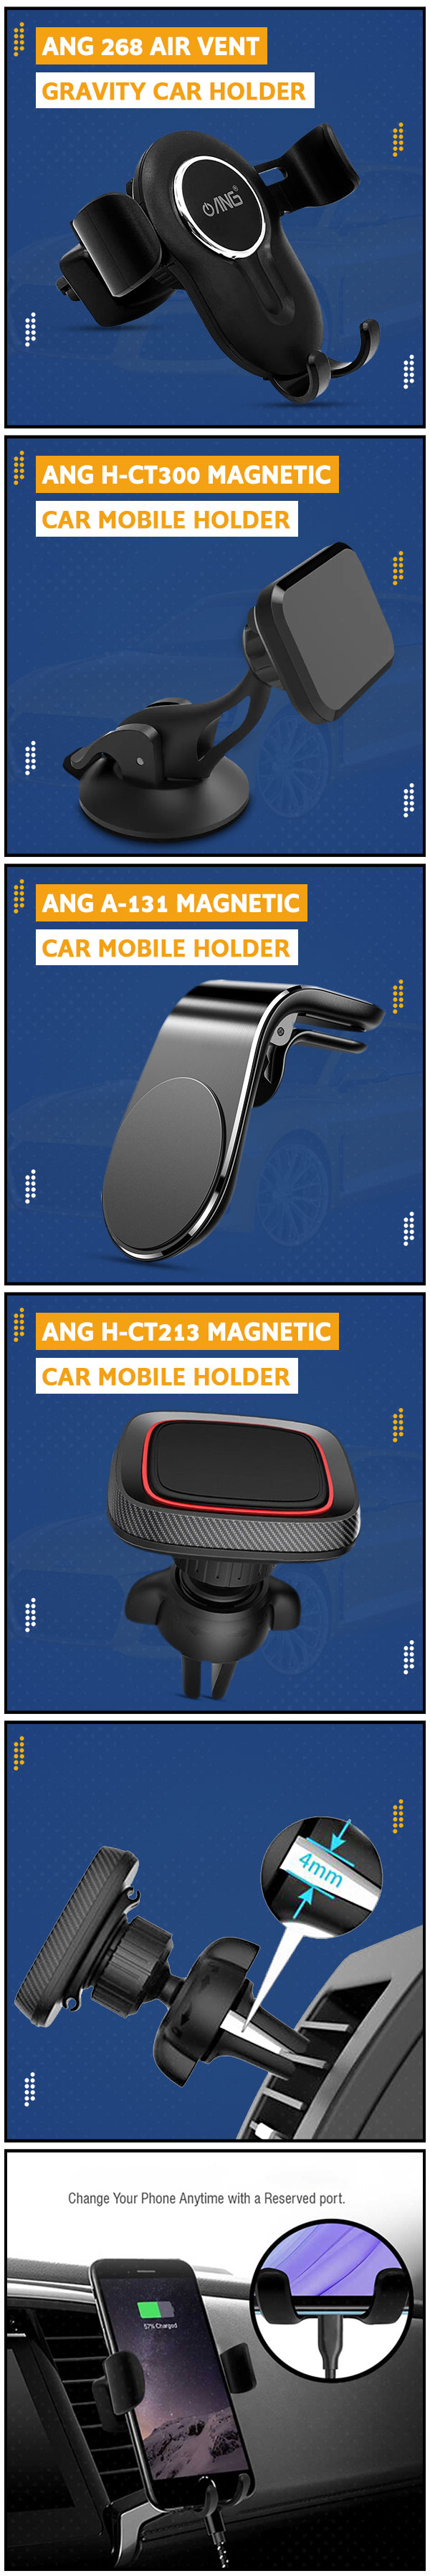 ANG 268 AIR VENT
GRAVITY CAR HOLDER
ANG®
ANG H-CT300 MAGNETIC
CAR MOBILE HOLDER
ANG A-131 MAGNETIC
CAR MOBILE HOLDER
ANG H-CT213 MAGNETIC
CAR MOBILE HOLDER
4mm
Change Your Phone Anytime with a Reserved port.
57% Charged